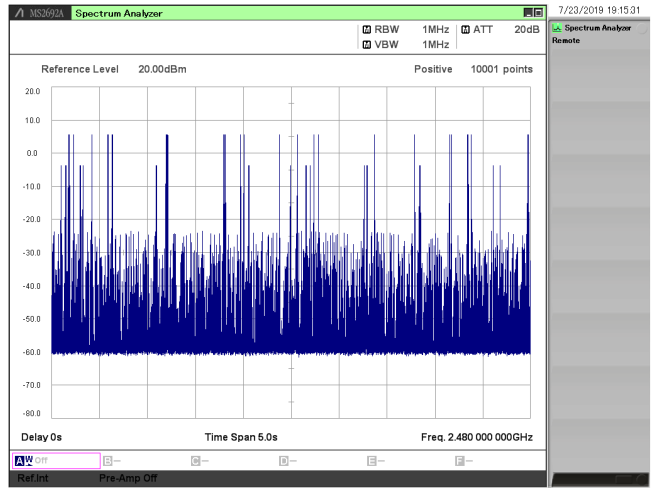 MS2692A Spectrum Analyzer
7/23/2019 19:15:31
Spectrum Analyzer
Remote
M RBW 1MHz M ATT 20dB
M VBW 1MHz
Reference Level 20.00dBm Positive 10001 points
20.0
10.0
0.0
-10.0
-20.0
-30.0
-40.0
-50.0
-60.0
-70.0
-80.0
Delay 0s Time Span 5.0s Freq. 2.480 000 000GHz
A W Off B -- C -- D -- E -- F --
Ref.Int Pre-Amp Off